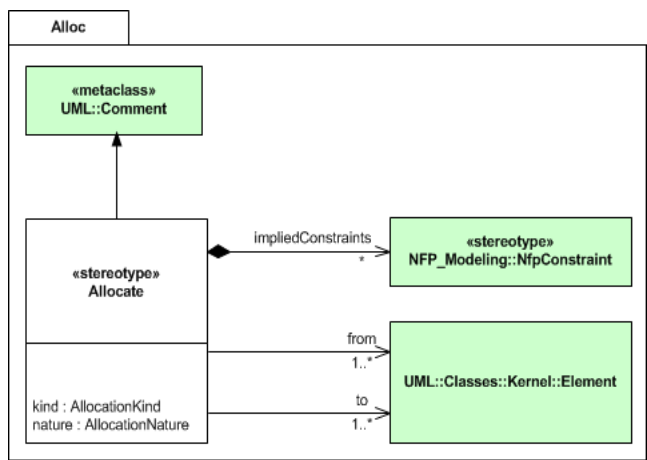 Alloc
«metaclass»
UML::Comment
«stereotype»
Allocate
kind : AllocationKind
nature : AllocationNature
impliedConstraints
*
«stereotype»
NFP_Modeling::NfpConstraint
from
1..*
to
1..*
UML::Classes::Kernel::Element